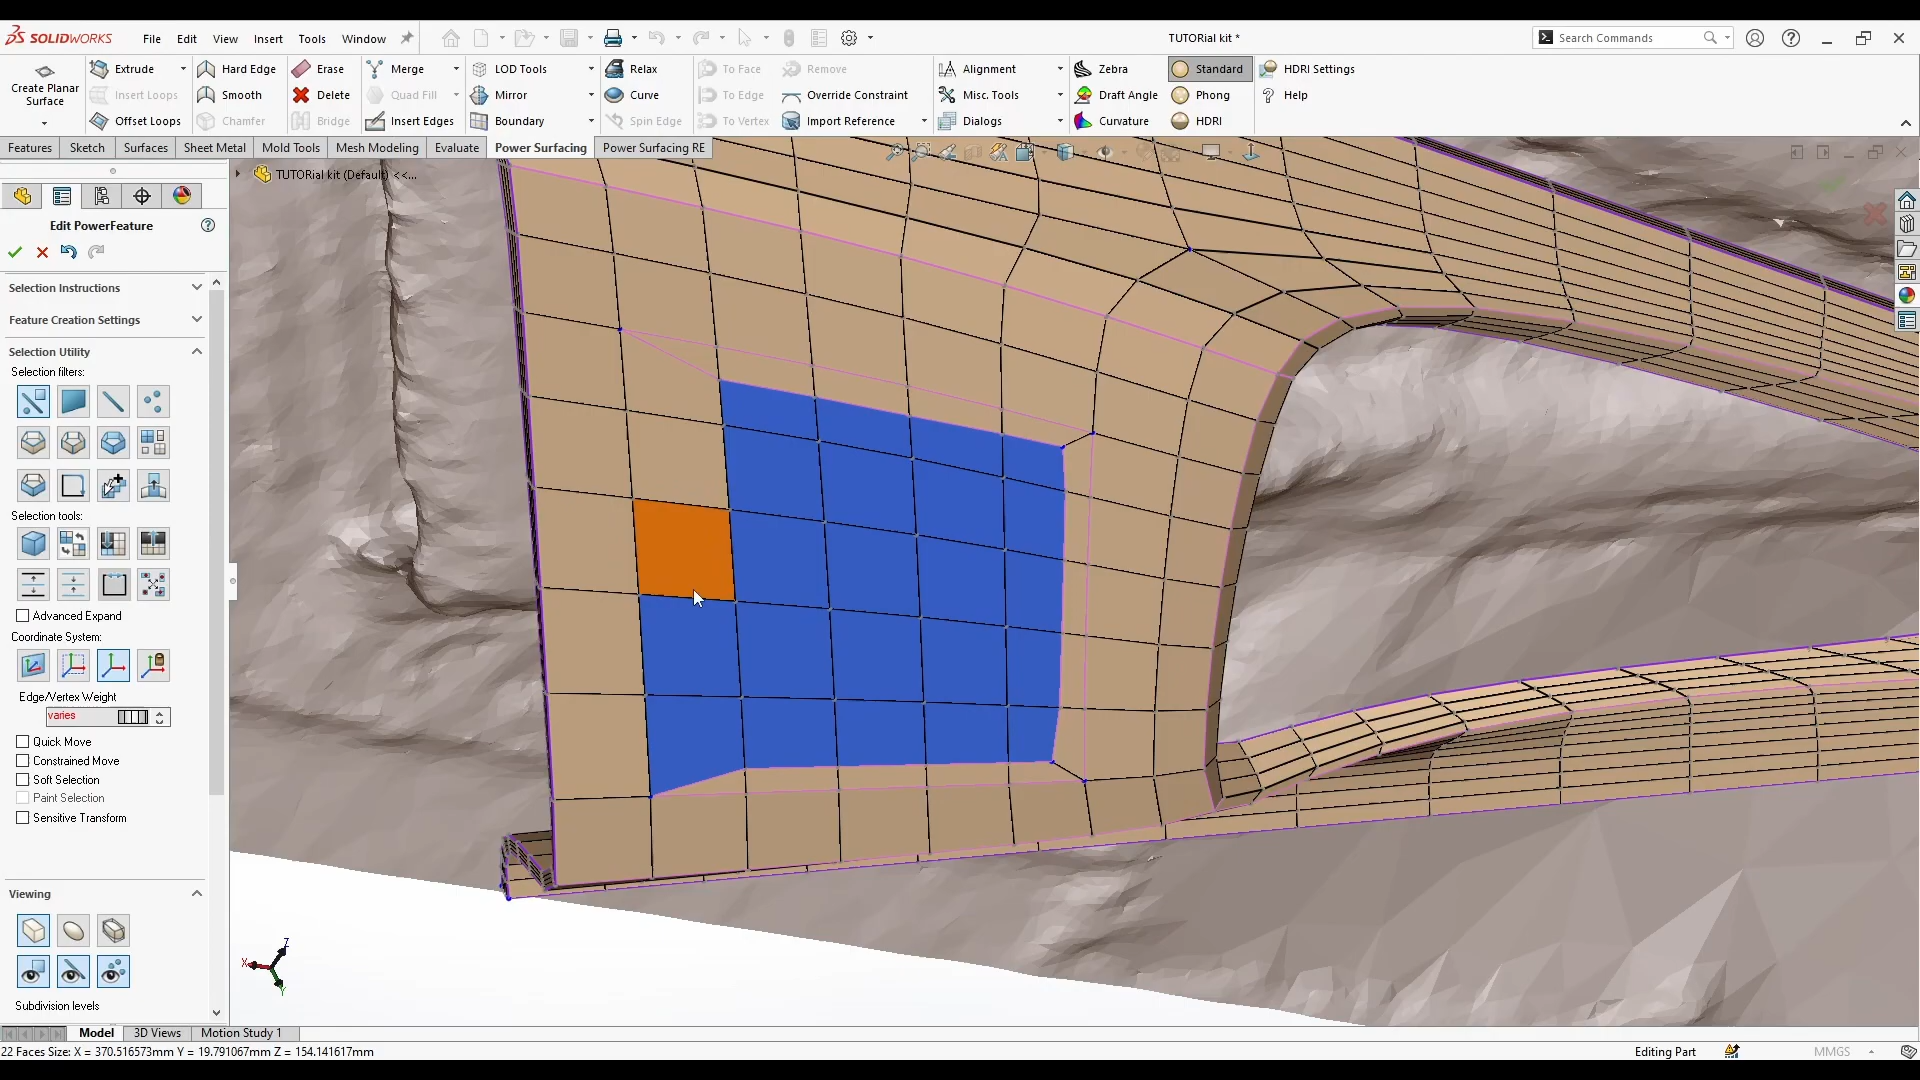 SOLIDWORKS File Edit View Insert Tools Window TUTORial kit * Search Commands
Extrude Hard Edge Erase Merge LOD Tools Relax To Face Remove Alignment Zebra Standard HDRI Settings
Create Planar Surface Insert Loops Smooth Delete Quad Fill Mirror Curve To Edge Override Constraint Misc. Tools Draft Angle Phong Help
Offset Loops Chamfer Bridge Insert Edges Boundary Spin Edge To Vertex Import Reference Dialogs Curvature HDRI
Features Sketch Surfaces Sheet Metal Mold Tools Mesh Modeling Evaluate Power Surfacing Power Surfacing RE
TUTORial kit (Default) <<...
Edit PowerFeature
Selection Instructions
Feature Creation Settings
Selection Utility
Selection filters:
Selection tools:
Advanced Expand
Coordinate System:
Edge/Vertex Weight
varies
Quick Move
Constrained Move
Soft Selection
Paint Selection
Sensitive Transform
Viewing
Z
X
Y
Subdivision levels
Model 3D Views Motion Study 1
22 Faces Size: X = 370.516573mm Y = 19.791067mm Z = 154.141617mm Editing Part MMGS